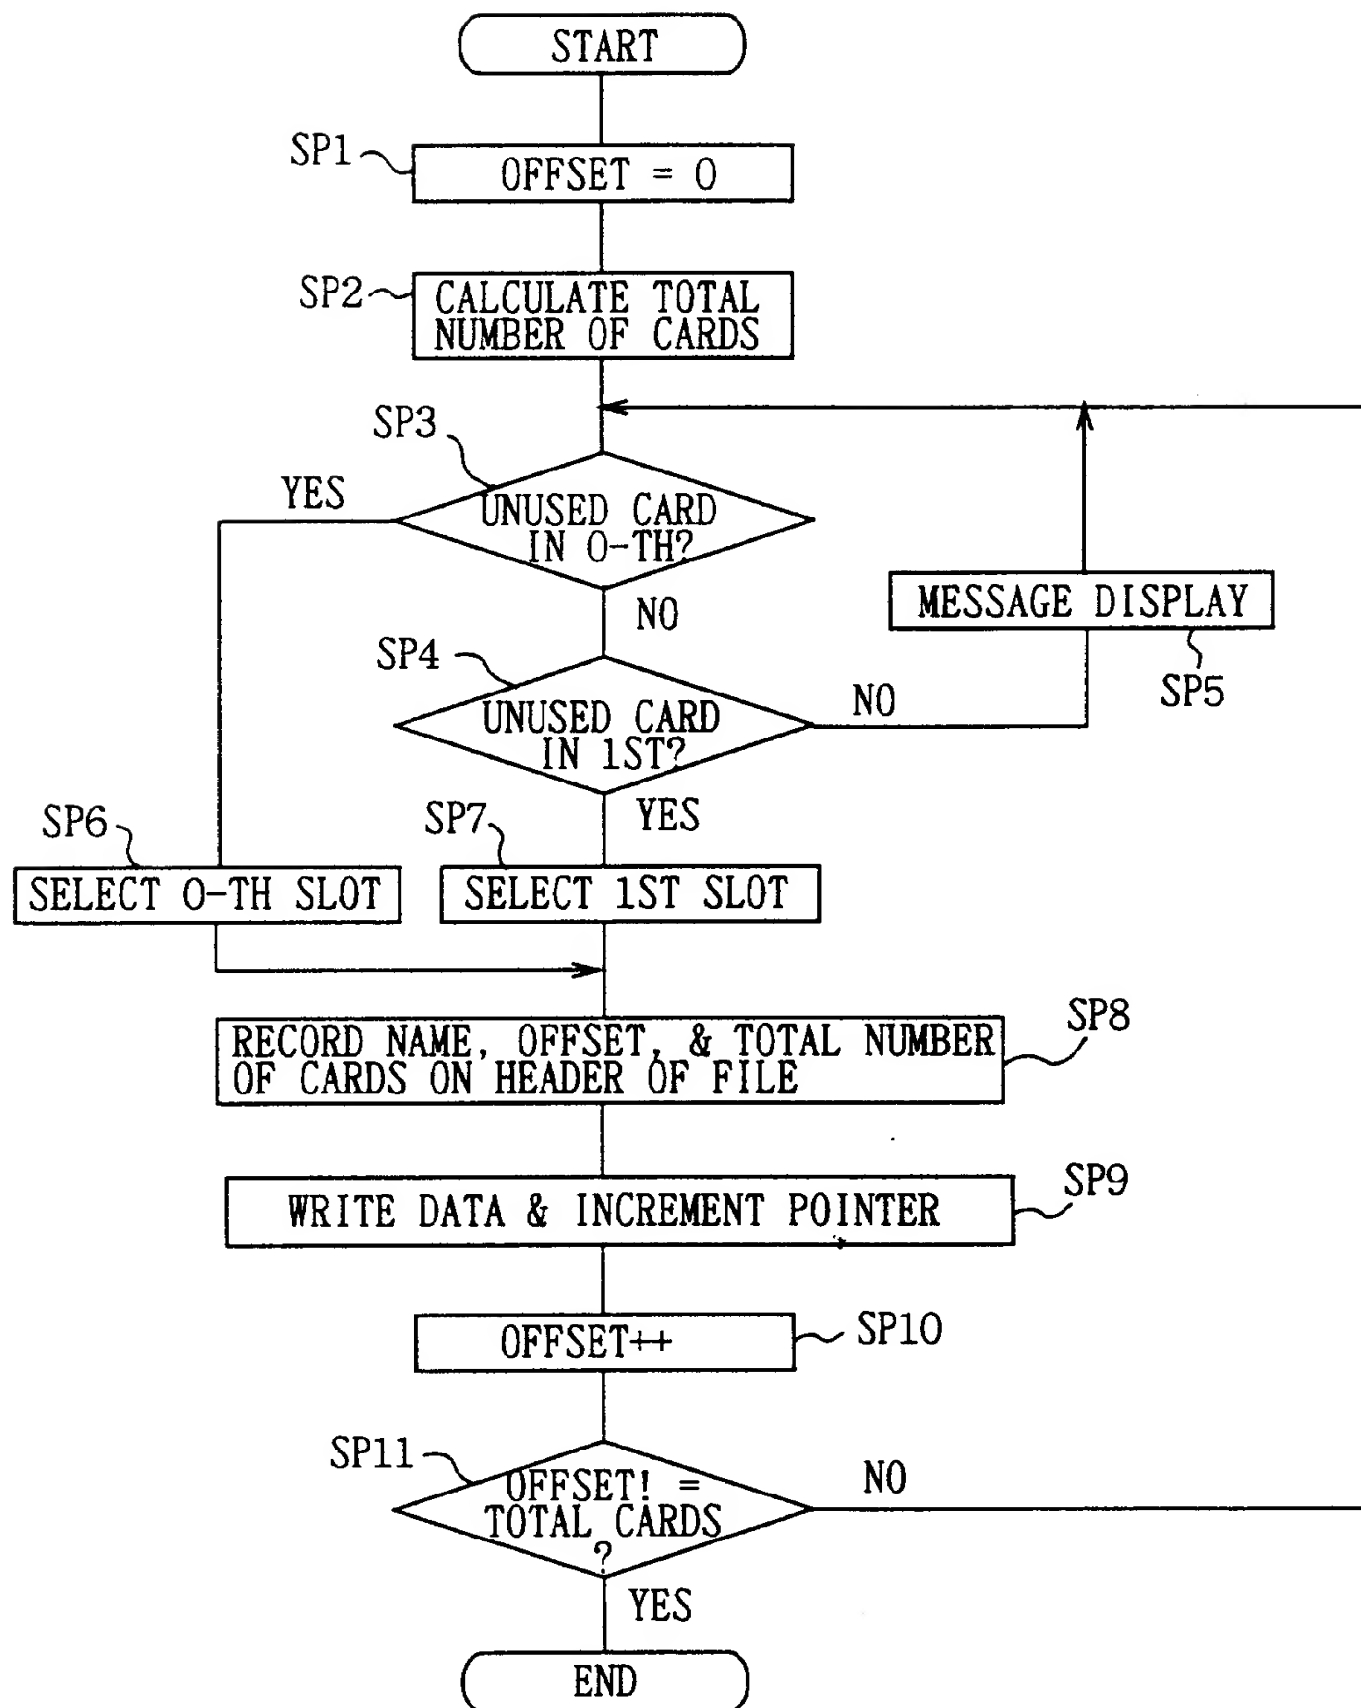 START
SP1
OFFSET = 0
SP2
CALCULATE TOTAL
NUMBER OF CARDS
SP3
YES
UNUSED CARD
IN 0-TH?
NO
MESSAGE DISPLAY
SP5
SP4
UNUSED CARD
IN 1ST?
NO
YES
SP6
SELECT 0-TH SLOT
SP7
SELECT 1ST SLOT
SP8
RECORD NAME, OFFSET, & TOTAL NUMBER
OF CARDS ON HEADER OF FILE
SP9
WRITE DATA & INCREMENT POINTER
OFFSET++
SP10
SP11
OFFSET! =
TOTAL CARDS
?
NO
YES
END